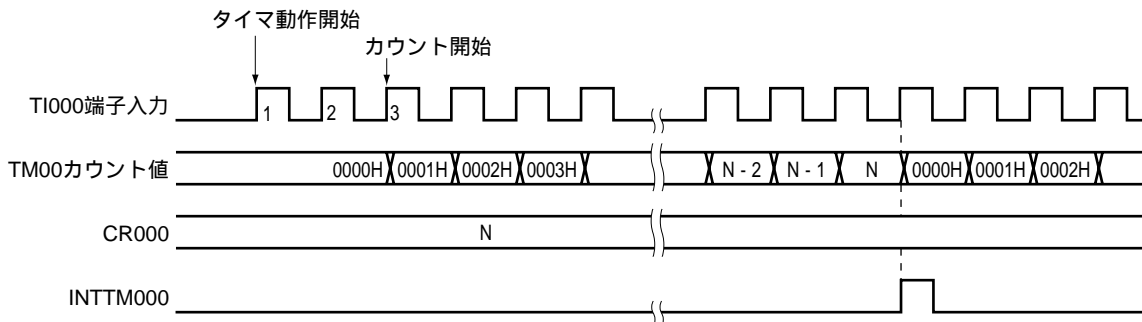 タイマ動作開始
カウント開始
TI000端子入力
1 2 3
TM00カウント値
0000H 0001H 0002H 0003H N - 2 N - 1 N 0000H 0001H 0002H
CR000
N
INTTM000